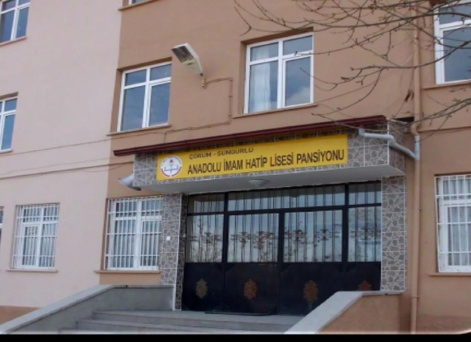 ÇORUM - SUNGURLU
ANADOLU İMAM HATİP LİSESİ PANSİYONU